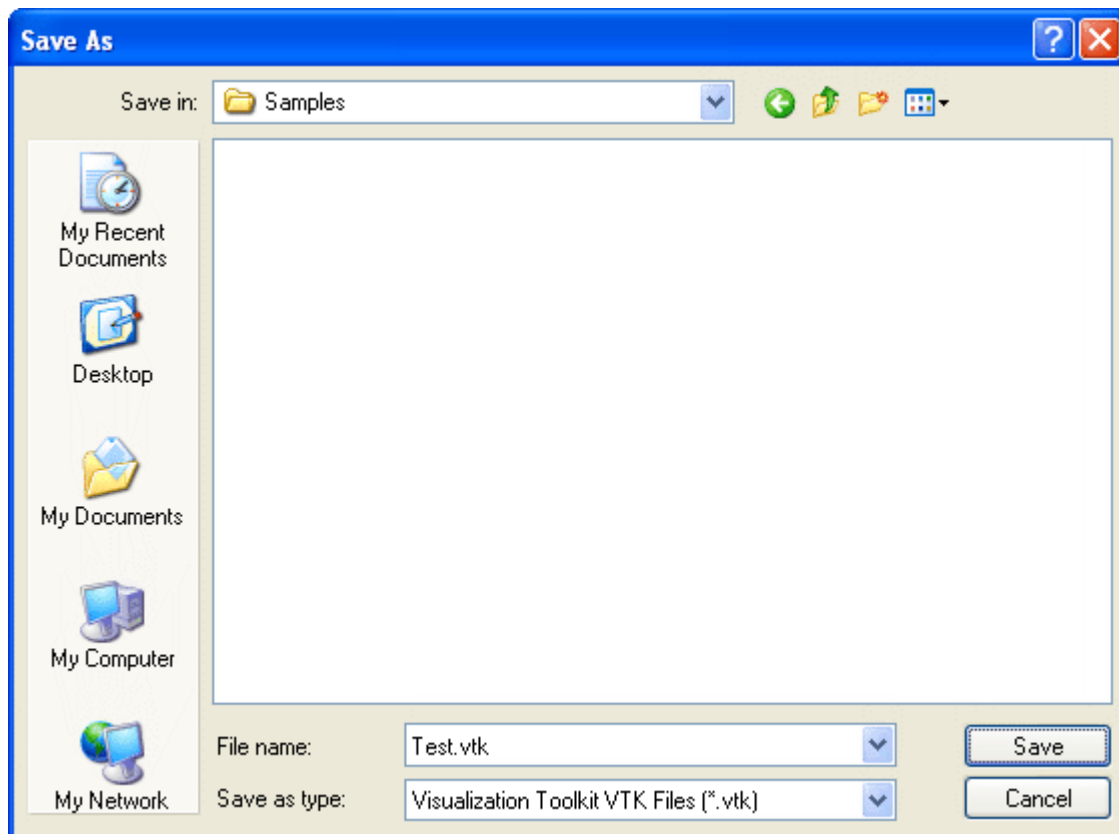 Save As
Save in: Samples
My Recent
Documents
Desktop
My Documents
My Computer
My Network
File name: Test.vtk
Save
Save as type: Visualization Toolkit VTK Files (*.vtk)
Cancel